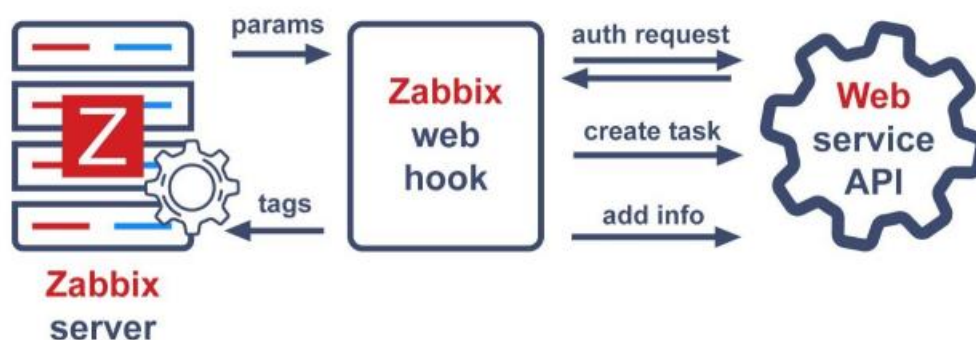 params
auth request
Zabbix
web
hook
Web
service
API
create task
Z
tags
add info
Zabbix
server